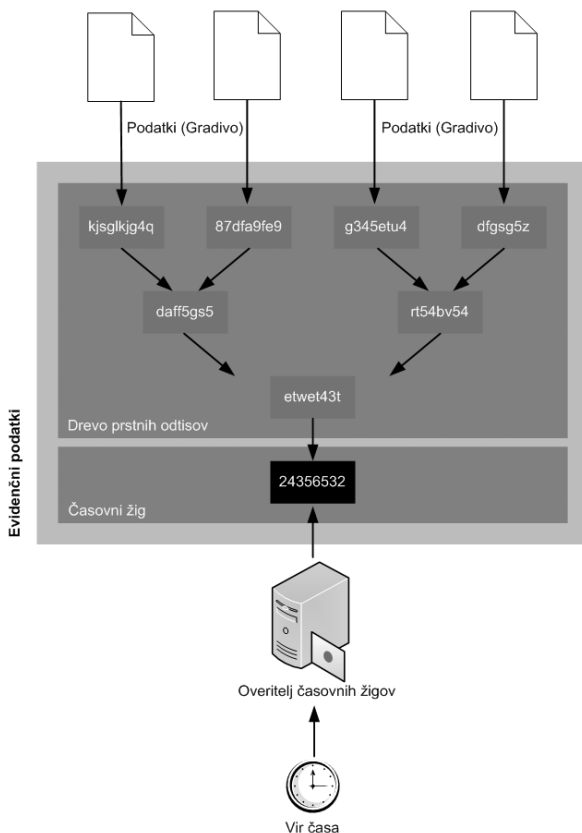 Podatki (Gradivo)
Podatki (Gradivo)
kjsglkjg4q
87dfa9fe9
g345etu4
dfgsg5z
daff5gs5
rt54bv54
etwet43t
Drevo prstnih odtisov
24356532
Časovni žig
Evidenčni podatki
Overitelj časovnih žigov
Vir časa